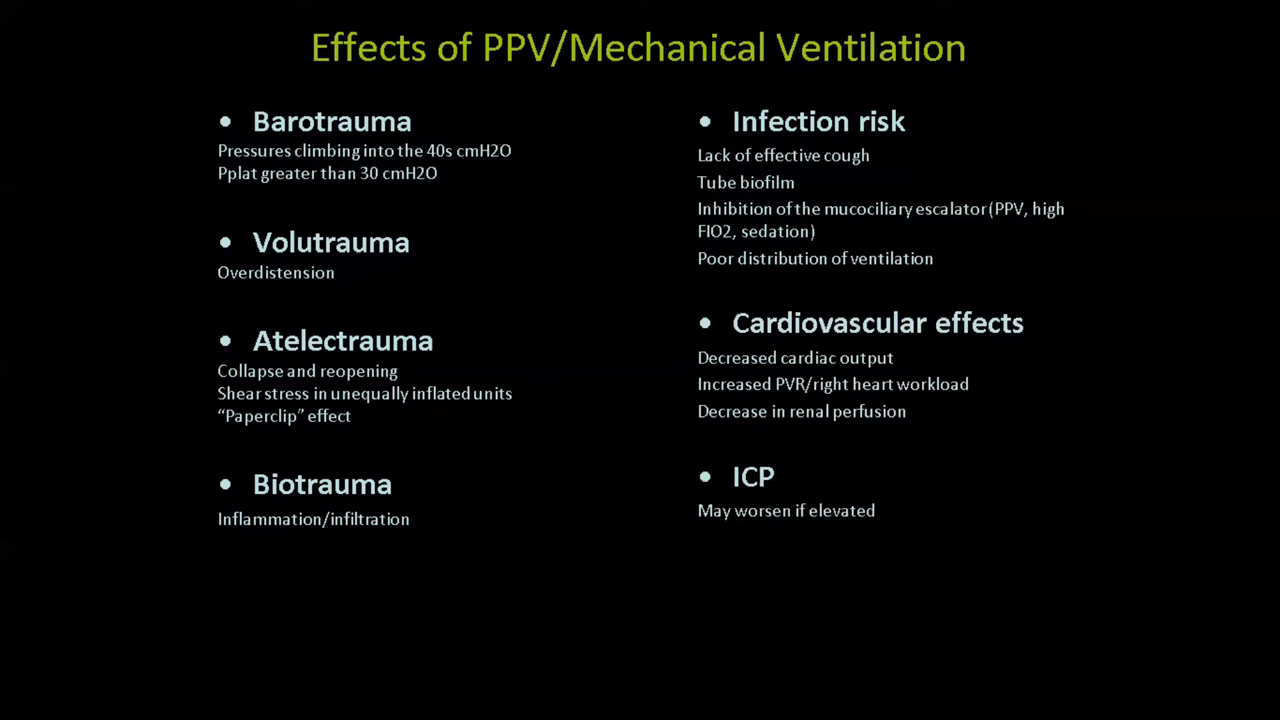 Effects of PPV/Mechanical Ventilation
• Barotrauma
Pressures climbing into the 40s cmH2O
Pplat greater than 30 cmH2O
• Volutrauma
Overdistension
• Atelectrauma
Collapse and reopening
Shear stress in unequally inflated units
“Paperclip” effect
• Biotrauma
Inflammation/infiltration
• Infection risk
Lack of effective cough
Tube biofilm
Inhibition of the mucociliary escalator(PPV, high
FIO2, sedation)
Poor distribution of ventilation
• Cardiovascular effects
Decreased cardiac output
Increased PVR/right heart workload
Decrease in renal perfusion
• ICP
May worsen if elevated